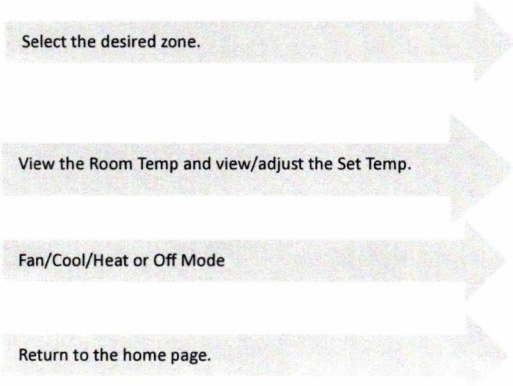 Select the desired zone.
View the Room Temp and view/adjust the Set Temp.
Fan/Cool/Heat or Off Mode
Return to the home page.